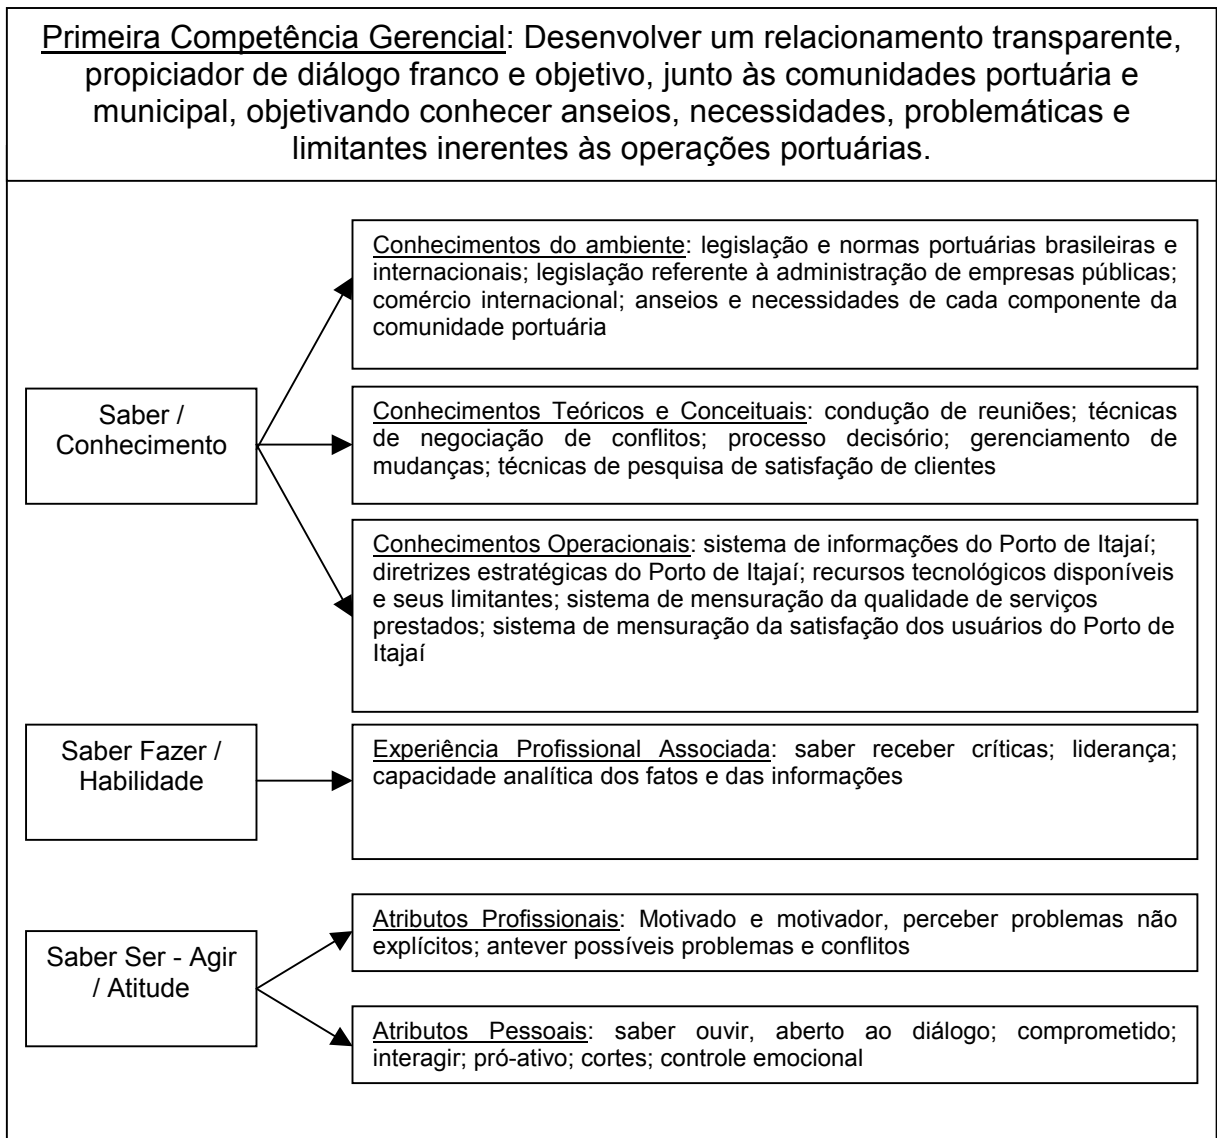 Primeira Competência Gerencial: Desenvolver um relacionamento transparente,
propiciador de diálogo franco e objetivo, junto às comunidades portuária e
municipal, objetivando conhecer anseios, necessidades, problemáticas e
limitantes inerentes às operações portuárias.
Saber /
Conhecimento
Conhecimentos do ambiente: legislação e normas portuárias brasileiras e
internacionais; legislação referente à administração de empresas públicas;
comércio internacional; anseios e necessidades de cada componente da
comunidade portuária
Conhecimentos Teóricos e Conceituais: condução de reuniões; técnicas
de negociação de conflitos; processo decisório; gerenciamento de
mudanças; técnicas de pesquisa de satisfação de clientes
Conhecimentos Operacionais: sistema de informações do Porto de Itajaí;
diretrizes estratégicas do Porto de Itajaí; recursos tecnológicos disponíveis
e seus limitantes; sistema de mensuração da qualidade de serviços
prestados; sistema de mensuração da satisfação dos usuários do Porto de
Itajaí
Saber Fazer /
Habilidade
Experiência Profissional Associada: saber receber críticas; liderança;
capacidade analítica dos fatos e das informações
Saber Ser - Agir
/ Atitude
Atributos Profissionais: Motivado e motivador, perceber problemas não
explícitos; antever possíveis problemas e conflitos
Atributos Pessoais: saber ouvir, aberto ao diálogo; comprometido;
interagir; pró-ativo; cortes; controle emocional